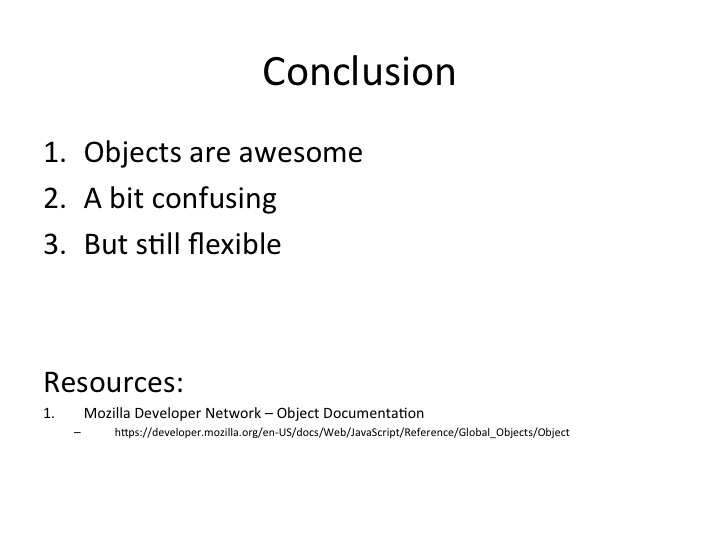 Conclusion
1. Objects are awesome
2. A bit confusing
3. But still flexible
Resources:
1. Mozilla Developer Network – Object Documentation
– https://developer.mozilla.org/en-US/docs/Web/JavaScript/Reference/Global_Objects/Object